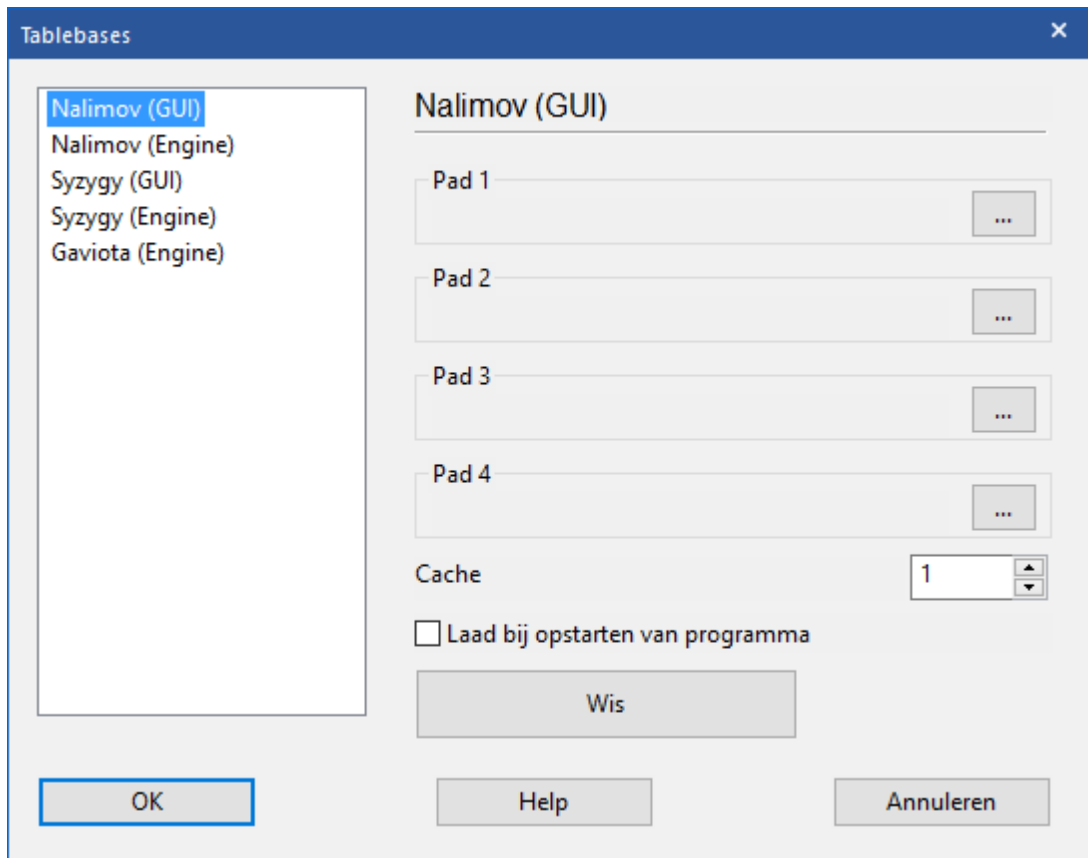 Tablebases
Nalimov (GUI)
Nalimov (Engine)
Syzygy (GUI)
Syzygy (Engine)
Gaviota (Engine)
Nalimov (GUI)
Pad 1
...
Pad 2
...
Pad 3
...
Pad 4
...
Cache 1
Laad bij opstarten van programma
Wis
OK Help Annuleren